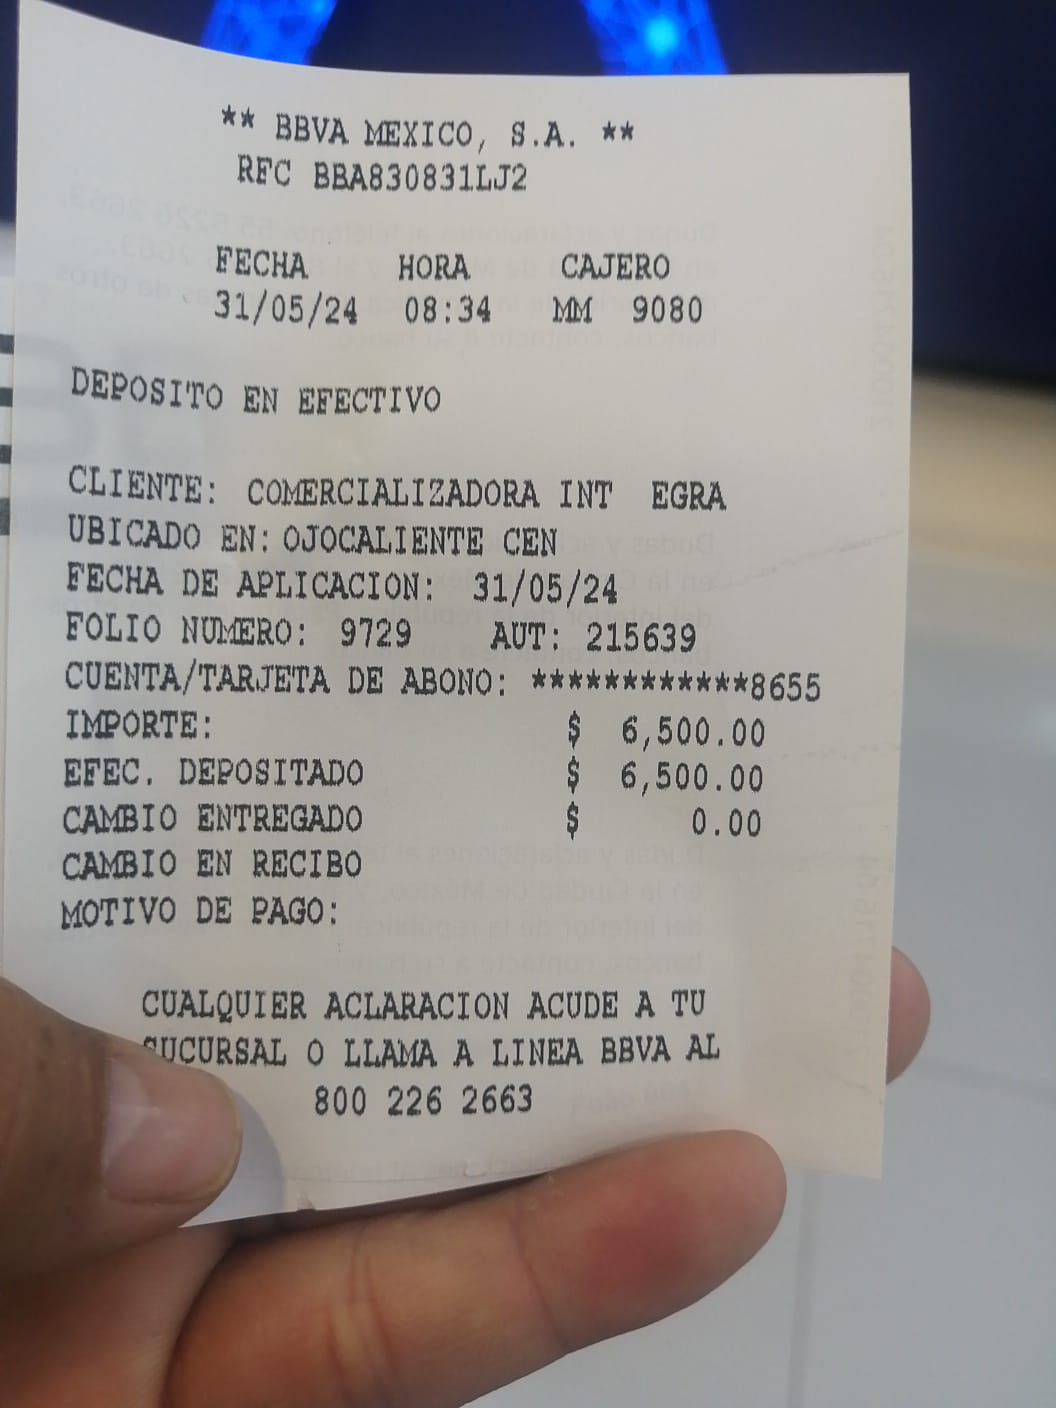 ** BBVA MEXICO, S.A. **
RFC BBA830831LJ2
FECHA HORA CAJERO
31/05/24 08:34 MM 9080
DEPOSITO EN EFECTIVO
CLIENTE: COMERCIALIZADORA INT EGRA
UBICADO EN: OJOCALIENTE CEN
FECHA DE APLICACION: 31/05/24
FOLIO NUMERO: 9729 AUT: 215639
CUENTA/TARJETA DE ABONO: ************8655
IMPORTE: $ 6,500.00
EFEC. DEPOSITADO $ 6,500.00
CAMBIO ENTREGADO $ 0.00
CAMBIO EN RECIBO
MOTIVO DE PAGO:
CUALQUIER ACLARACION ACUDE A TU
SUCURSAL O LLAMA A LINEA BBVA AL
800 226 2663